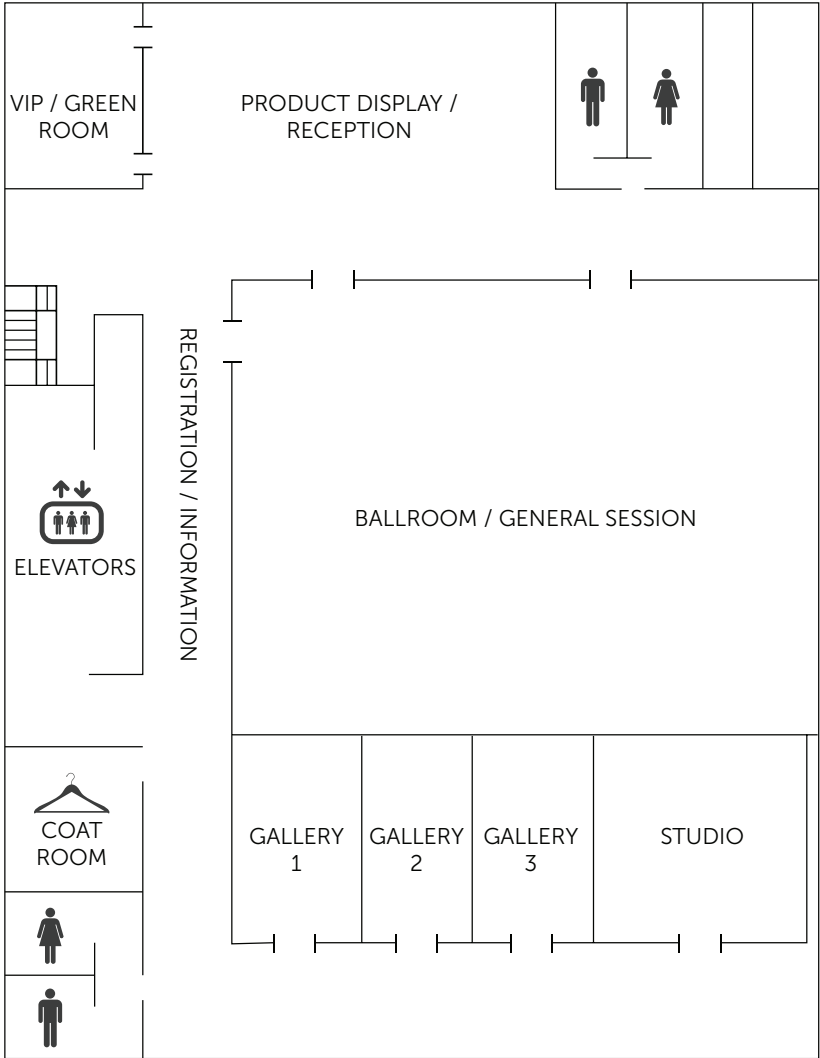 VIP / GREEN
ROOM
PRODUCT DISPLAY /
RECEPTION
REGISTRATION / INFORMATION
ELEVATORS
BALLROOM / GENERAL SESSION
COAT
ROOM
GALLERY
1
GALLERY
2
GALLERY
3
STUDIO